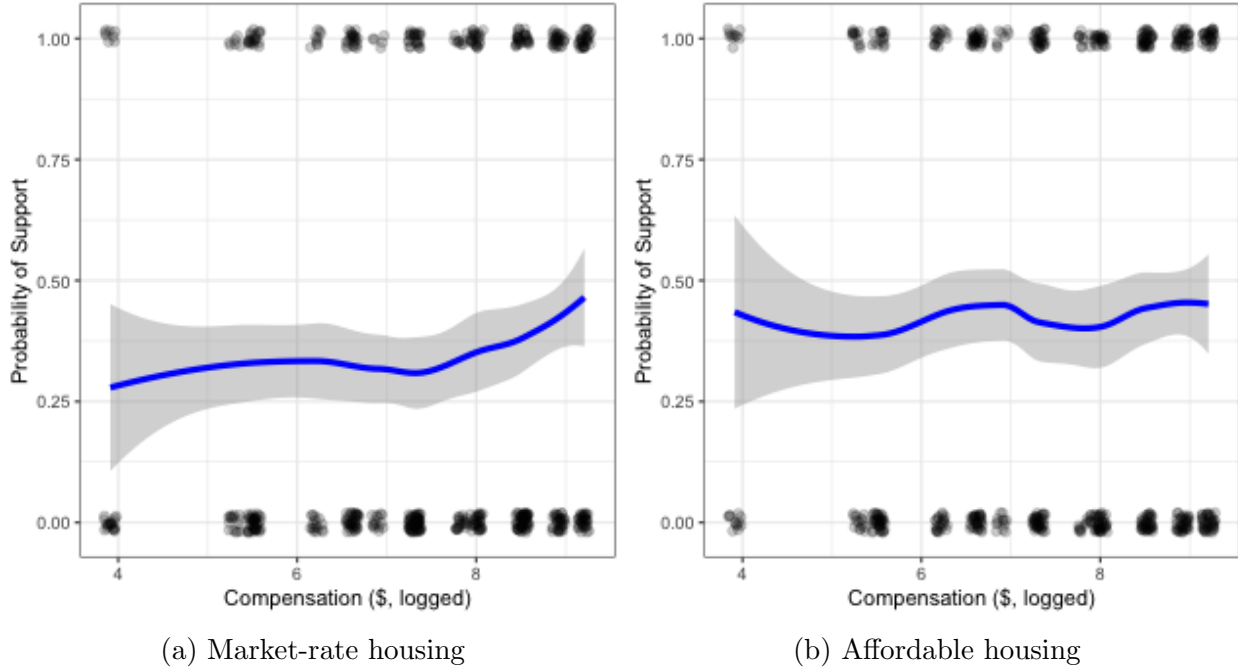 1.00
0.75
0.50
0.25
0.00
Probability of Support
4
6
8
Compensation ($, logged)
(a) Market-rate housing
1.00
0.75
0.50
0.25
0.00
Probability of Support
4
6
8
Compensation ($, logged)
(b) Affordable housing